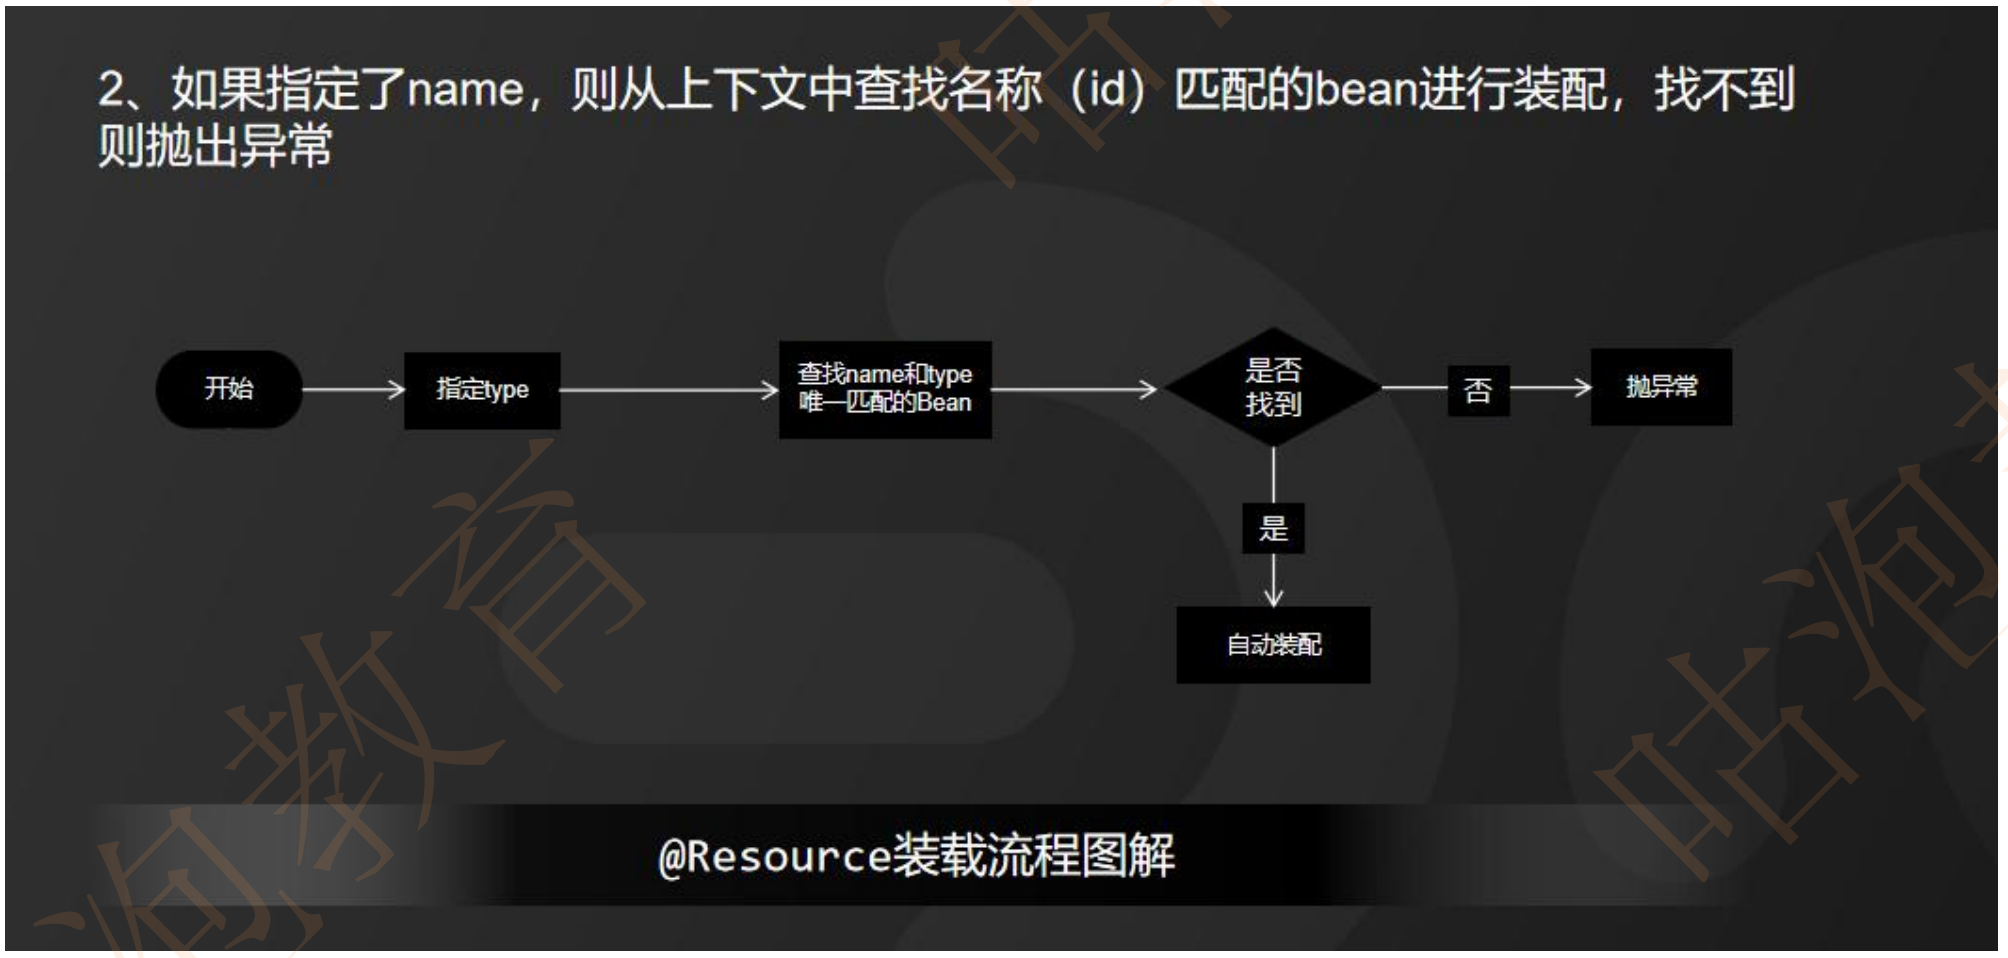 2、如果指定了name，则从上下文中查找名称（id）匹配的bean进行装配，找不到
则抛出异常
开始
指定type
查找name和type
唯一匹配的Bean
是否
找到
否
抛异常
是
自动装配
@Resource装载流程图解
咕泡教育
咕泡